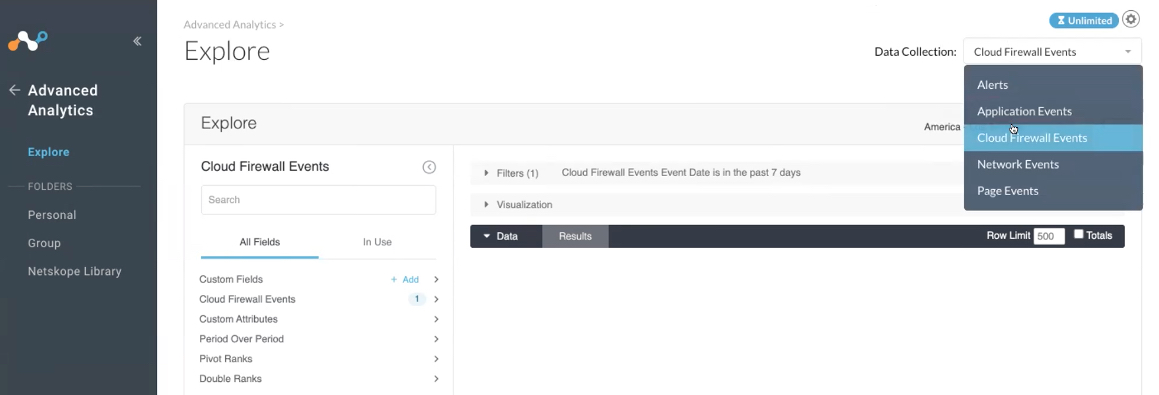 Advanced Analytics
Explore
FOLDERS
Personal
Group
Netskope Library
Advanced Analytics >
Explore
Unlimited
Data Collection: Cloud Firewall Events
Alerts
Application Events
Cloud Firewall Events
Network Events
Page Events
Explore
America
Cloud Firewall Events
Search
All Fields In Use
Custom Fields + Add
Cloud Firewall Events 1
Custom Attributes
Period Over Period
Pivot Ranks
Double Ranks
Filters (1) Cloud Firewall Events Event Date is in the past 7 days
Visualization
Data Results Row Limit 500 Totals